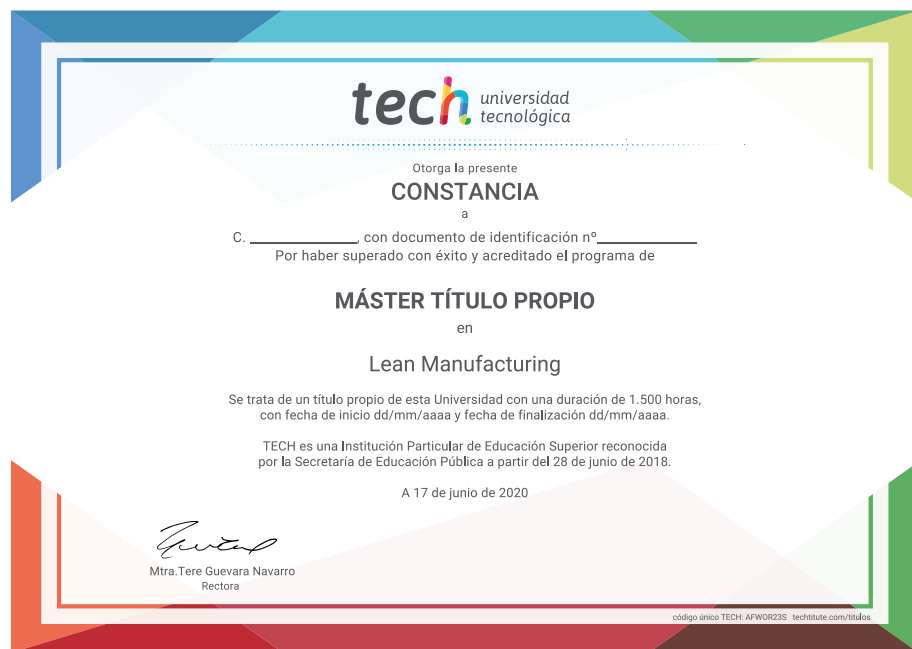 tech universidad
tecnológica
Otorga la presente
CONSTANCIA
a
C. ____________, con documento de identificación nº____________
Por haber superado con éxito y acreditado el programa de
MÁSTER TÍTULO PROPIO
en
Lean Manufacturing
Se trata de un título propio de esta Universidad con una duración de 1.500 horas,
con fecha de inicio dd/mm/aaaa y fecha de finalización dd/mm/aaaa.
TECH es una Institución Particular de Educación Superior reconocida
por la Secretaría de Educación Pública a partir del 28 de junio de 2018.
A 17 de junio de 2020
Mtra.Tere Guevara Navarro
Rectora
código único TECH: AFWOR23S techtitute.com/titulos